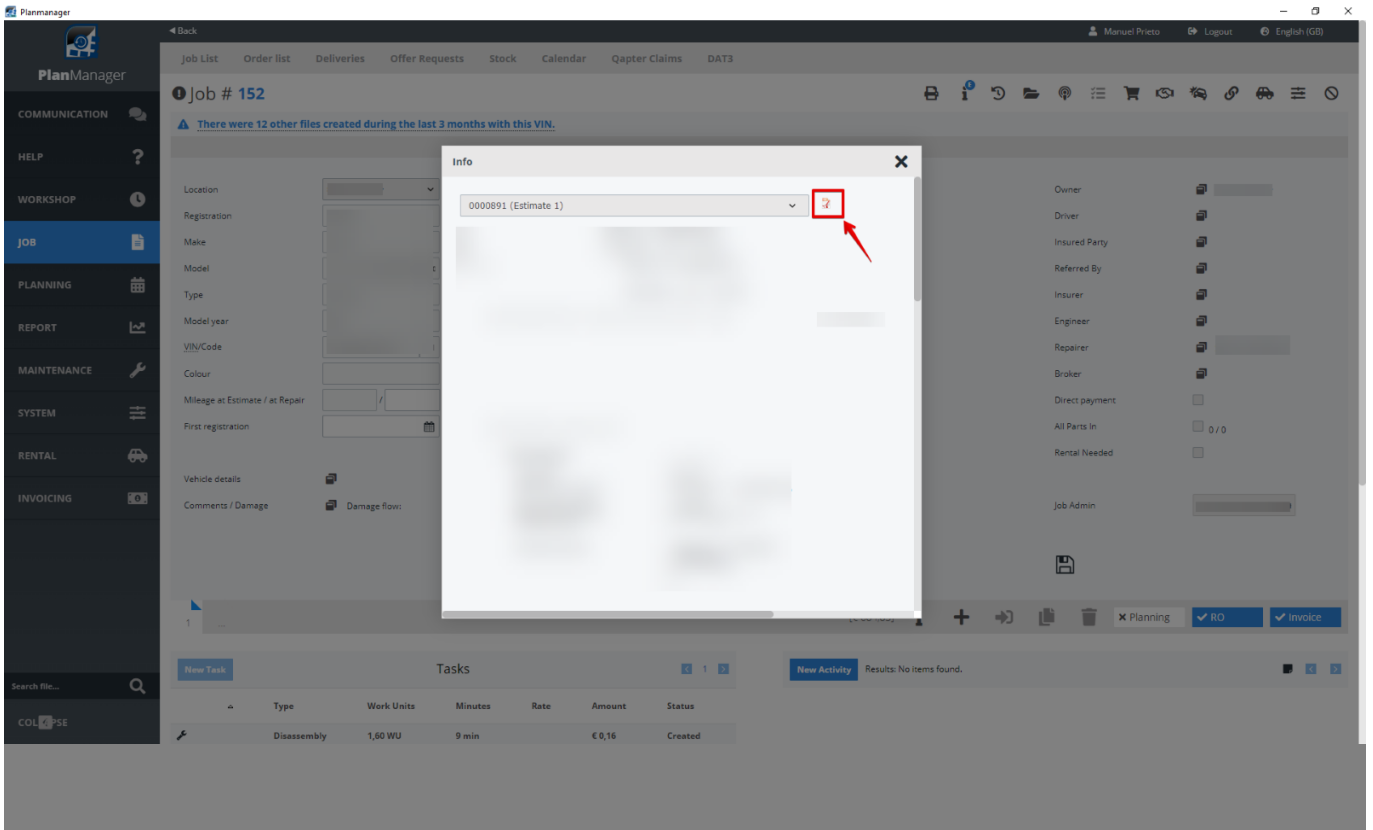 Planmanager
Back
Manuel Prieto Logout English (GB)
PlanManager
Job List Order list Deliveries Offer Requests Stock Calendar Qapter Claims DAT3
Job # 152
There were 12 other files created during the last 3 months with this VIN.
COMMUNICATION
HELP
WORKSHOP
JOB
PLANNING
REPORT
MAINTENANCE
SYSTEM
RENTAL
INVOICING
Search file...
Info
0000891 (Estimate 1)
Location
Registration
Make
Model
Type
Model year
VIN/Code
Colour
Mileage at Estimate / at Repair /
First registration
Vehicle details
Comments / Damage Damage flow:
Owner
Driver
Insured Party
Referred By
Insurer
Engineer
Repairer
Broker
Direct payment
All Parts In 0 / 0
Rental Needed
Job Admin
1 ...
Planning RO Invoice
New Task Tasks 1
New Activity Results: No items found.
Type Work Units Minutes Rate Amount Status
Disassembly 1,60 WU 9 min € 0,16 Created